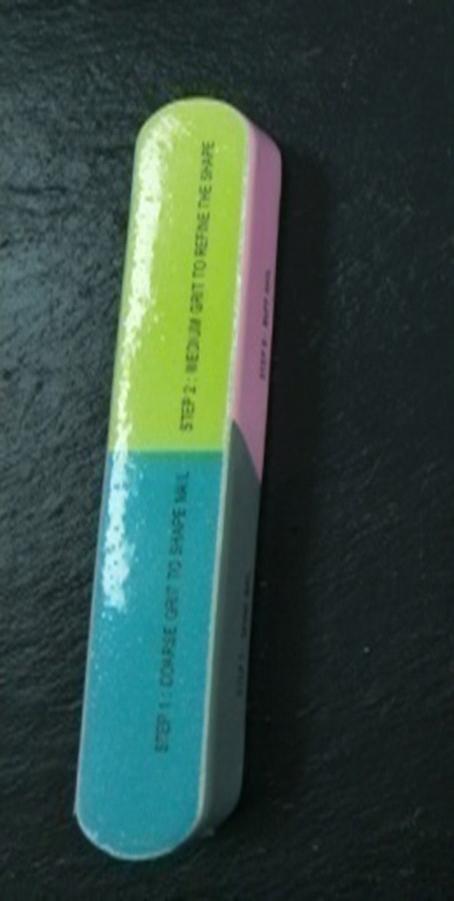 STEP 2 : MEDIUM GRIT TO REFINE THE SHAPE
STEP 1 : COARSE GRIT TO SHAPE NAIL